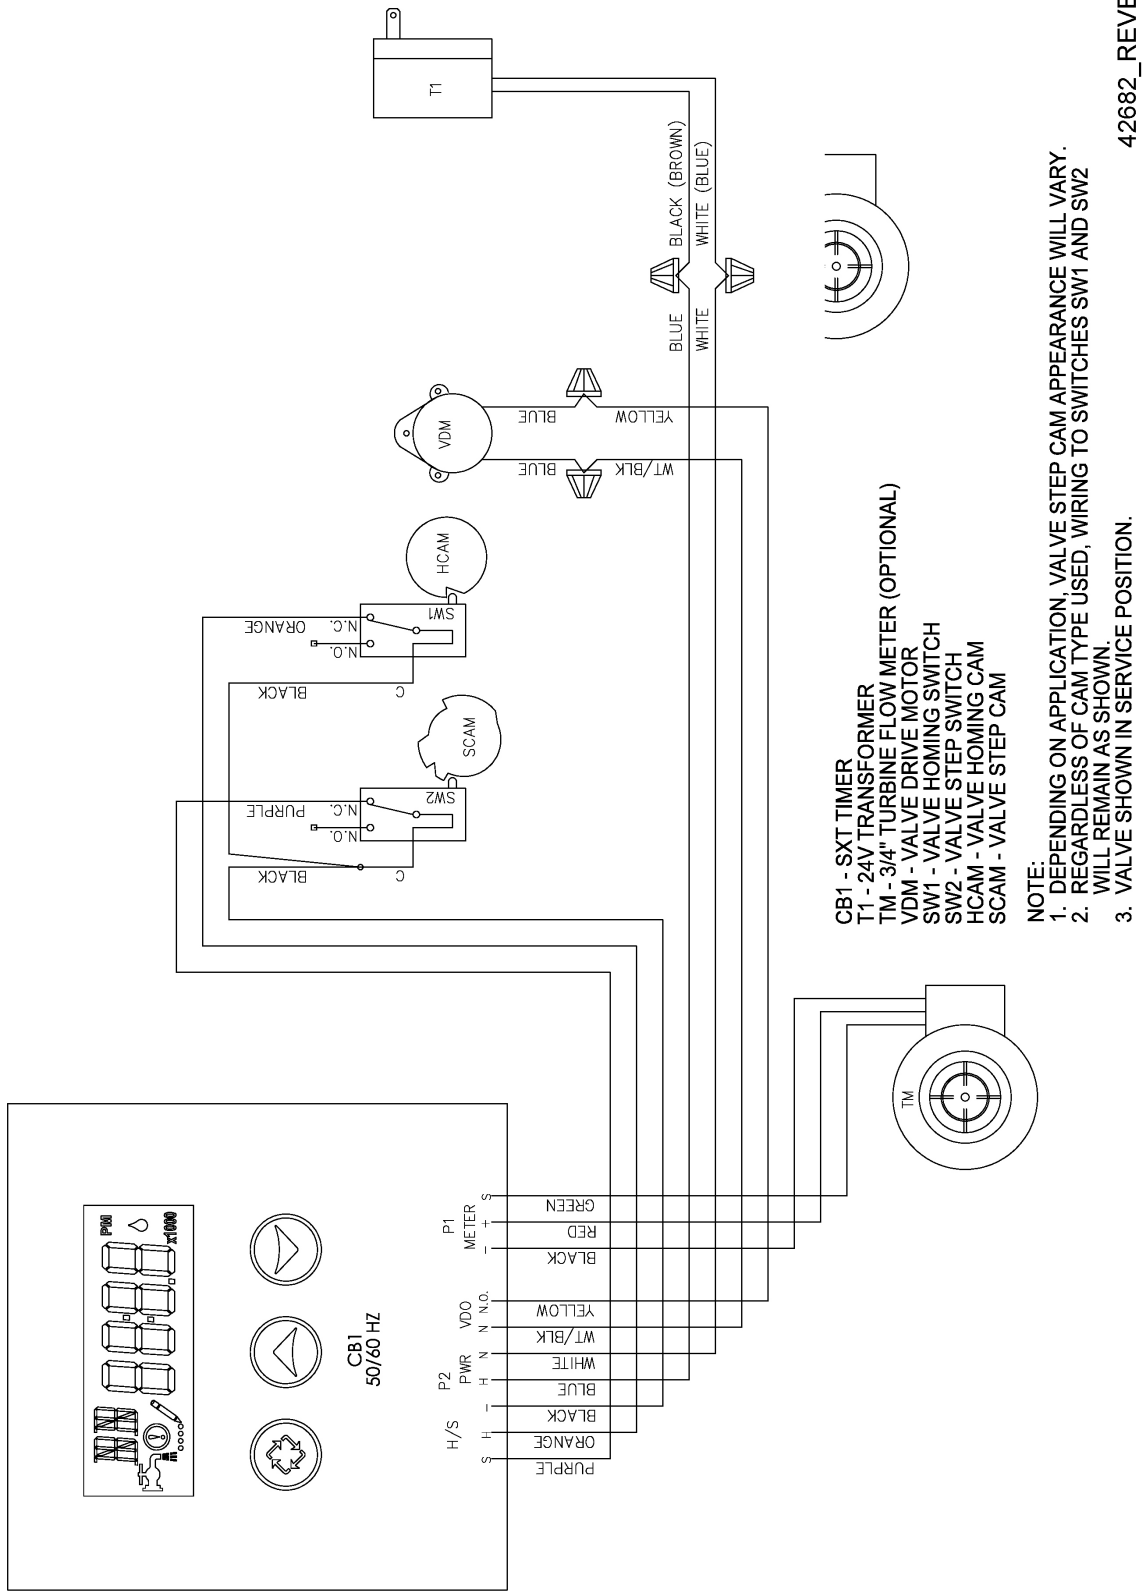 PM
x1000
CB1
50/60 HZ
P1
METER
S
+
-
P2
VDO
N.O.
N
PWR
N
H
H/S
-
H
S
GREEN
RED
BLACK
YELLOW
WT/BLK
WHITE
BLUE
BLACK
ORANGE
PURPLE
TM
BLACK
C
PURPLE
N.C.
N.O.
SW2
SCAM
BLACK
C
ORANGE
N.C.
N.O.
SW1
HCAM
VDM
BLUE
YELLOW
BLUE
WT/BLK
BLUE
BLACK (BROWN)
WHITE
WHITE (BLUE)
T1
CB1 - SXT TIMER
T1 - 24V TRANSFORMER
TM - 3/4" TURBINE FLOW METER (OPTIONAL)
VDM - VALVE DRIVE MOTOR
SW1 - VALVE HOMING SWITCH
SW2 - VALVE STEP SWITCH
HCAM - VALVE HOMING CAM
SCAM - VALVE STEP CAM
NOTE:
1. DEPENDING ON APPLICATION, VALVE STEP CAM APPEARANCE WILL VARY.
2. REGARDLESS OF CAM TYPE USED, WIRING TO SWITCHES SW1 AND SW2
WILL REMAIN AS SHOWN.
3. VALVE SHOWN IN SERVICE POSITION.
42682_REVE